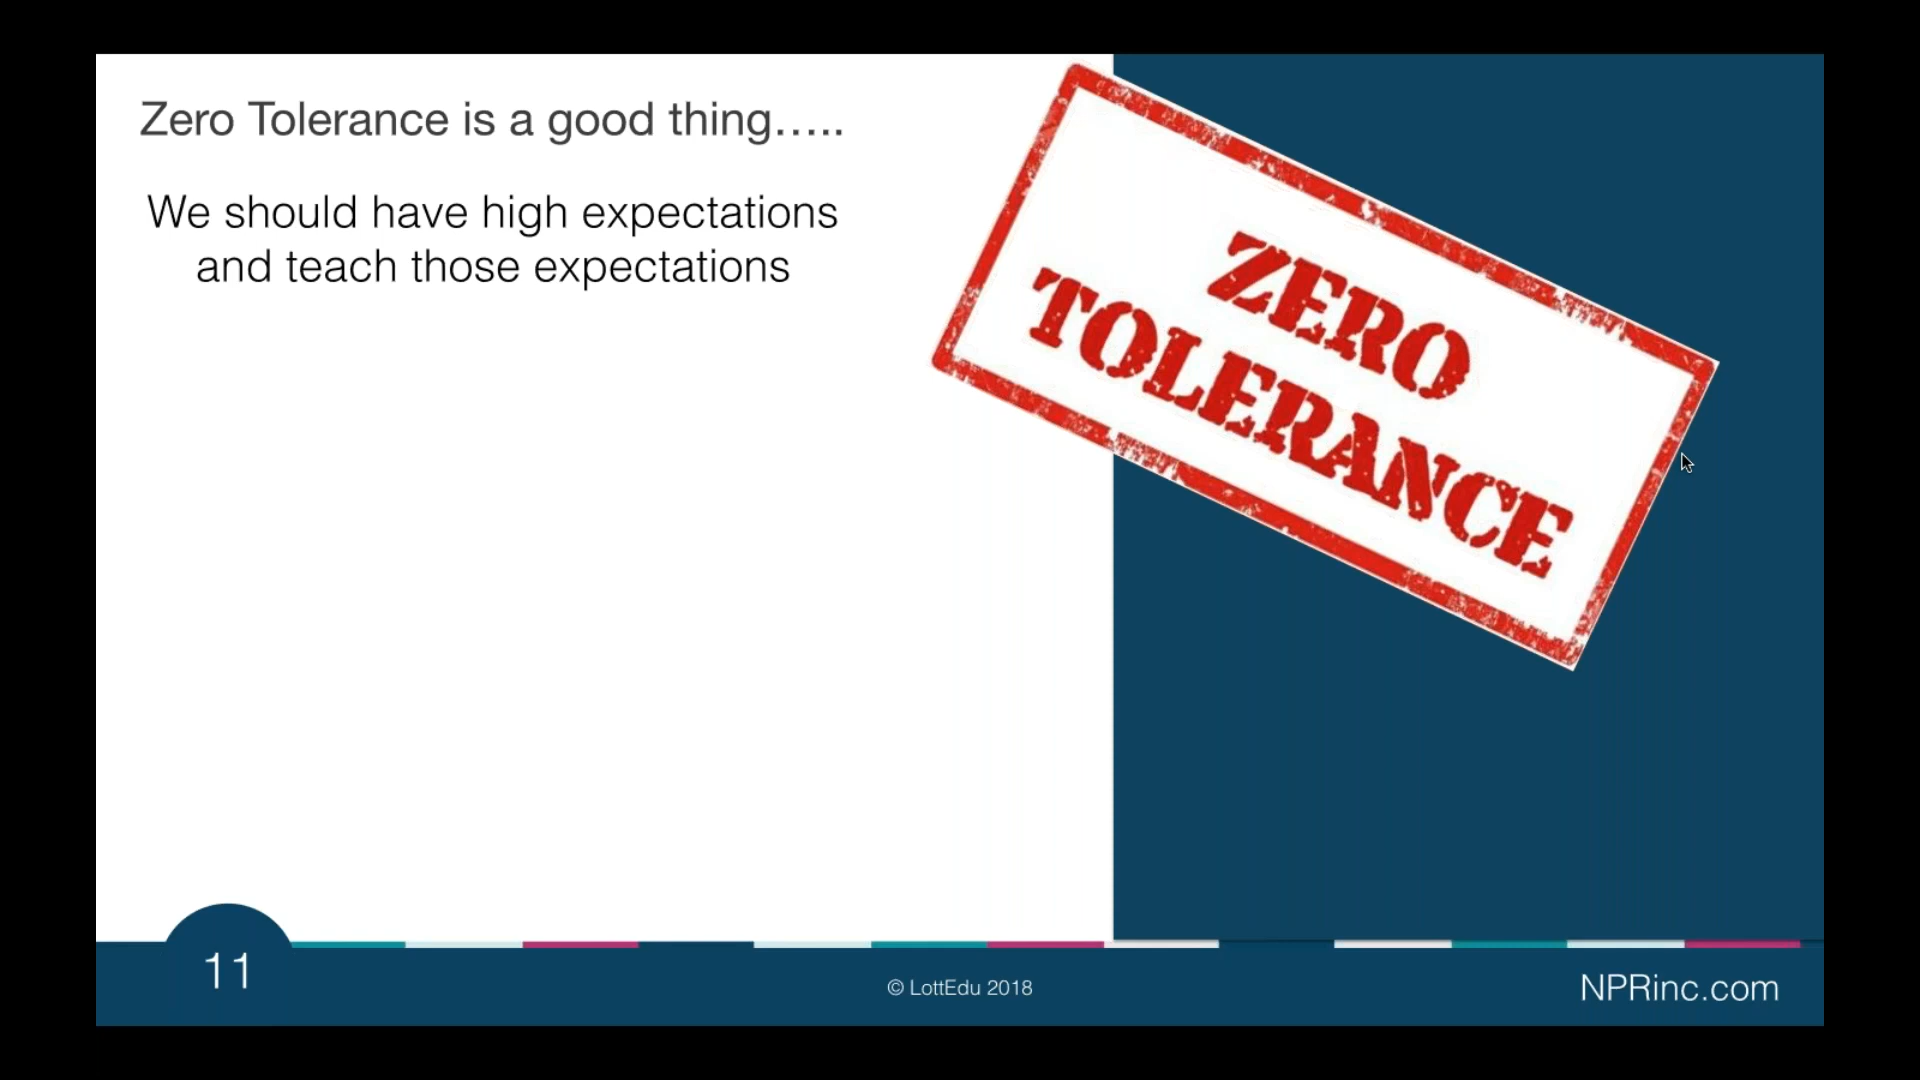 Zero Tolerance is a good thing.....
We should have high expectations
and teach those expectations
ZERO
TOLERANCE
11
© LottEdu 2018
NPRinc.com